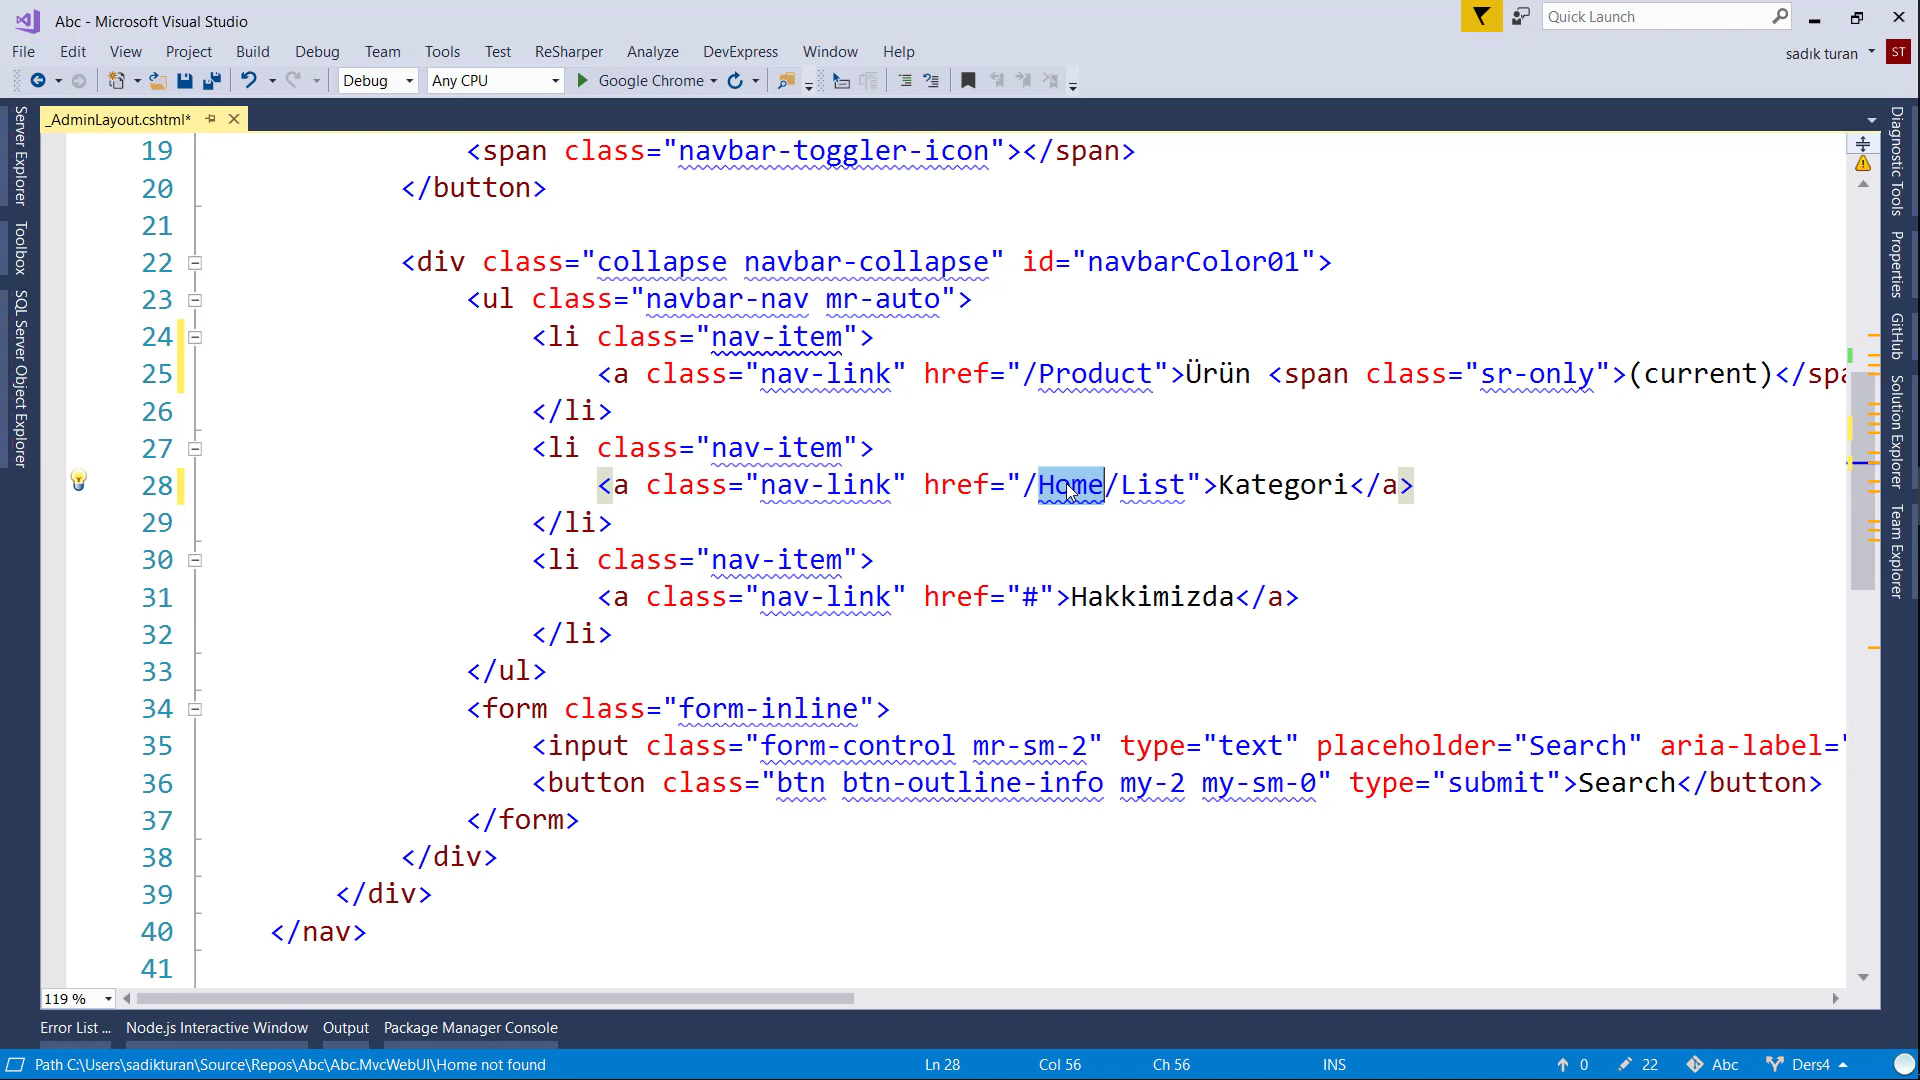 Abc - Microsoft Visual Studio
Quick Launch
File Edit View Project Build Debug Team Tools Test ReSharper Analyze DevExpress Window Help
sadık turan ST
Debug Any CPU Google Chrome
_AdminLayout.cshtml*
Server Explorer
Toolbox
SQL Server Object Explorer
19 <span class="navbar-toggler-icon"></span>
20 </button>
21
22 <div class="collapse navbar-collapse" id="navbarColor01">
23 <ul class="navbar-nav mr-auto">
24 <li class="nav-item">
25 <a class="nav-link" href="/Product">Ürün <span class="sr-only">(current)</spa
26 </li>
27 <li class="nav-item">
28 <a class="nav-link" href="/Home/List">Kategori</a>
29 </li>
30 <li class="nav-item">
31 <a class="nav-link" href="#">Hakkimizda</a>
32 </li>
33 </ul>
34 <form class="form-inline">
35 <input class="form-control mr-sm-2" type="text" placeholder="Search" aria-label="
36 <button class="btn btn-outline-info my-2 my-sm-0" type="submit">Search</button>
37 </form>
38 </div>
39 </div>
40 </nav>
41
Diagnostic Tools
Properties
GitHub
Solution Explorer
Team Explorer
119 %
Error List ... Node.js Interactive Window Output Package Manager Console
Path C:\Users\sadikturan\Source\Repos\Abc\Abc.MvcWebUI\Home not found Ln 28 Col 56 Ch 56 INS 0 22 Abc Ders4